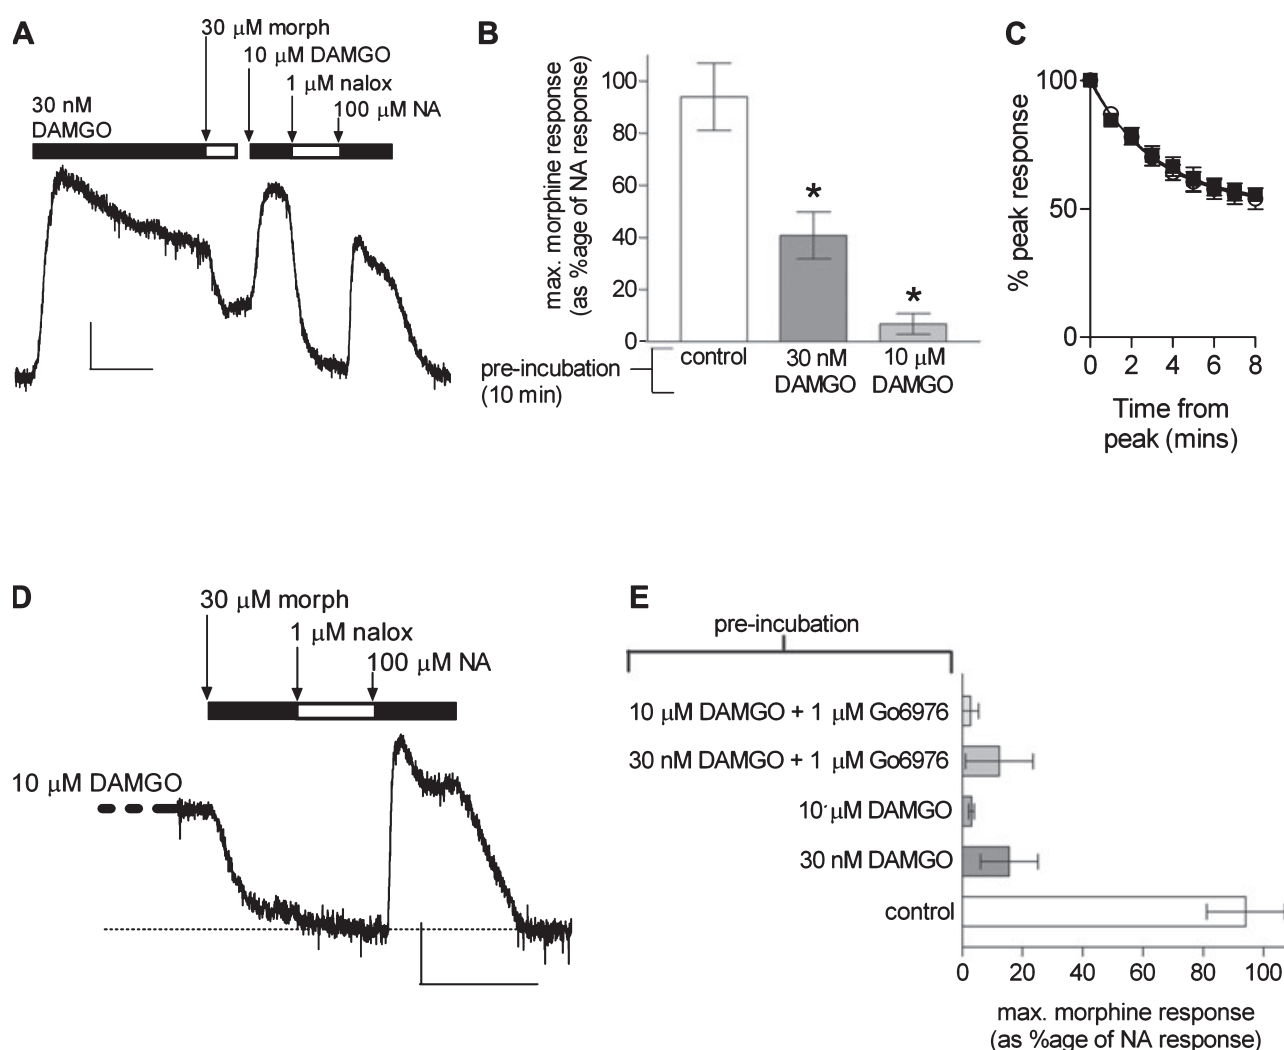 A
30 μM morph
10 μM DAMGO
1 μM nalox
100 μM NA
30 nM
DAMGO
B
max. morphine response
(as %age of NA response)
100
80
60
40
20
0
control
30 nM
DAMGO
10 μM
DAMGO
*
*
pre-incubation
(10 min)
C
% peak response
100
50
0
0 2 4 6 8
Time from
peak (mins)
D
30 μM morph
1 μM nalox
100 μM NA
10 μM DAMGO
E
pre-incubation
10 μM DAMGO + 1 μM Go6976
30 nM DAMGO + 1 μM Go6976
10 μM DAMGO
30 nM DAMGO
control
0 20 40 60 80 100
max. morphine response
(as %age of NA response)